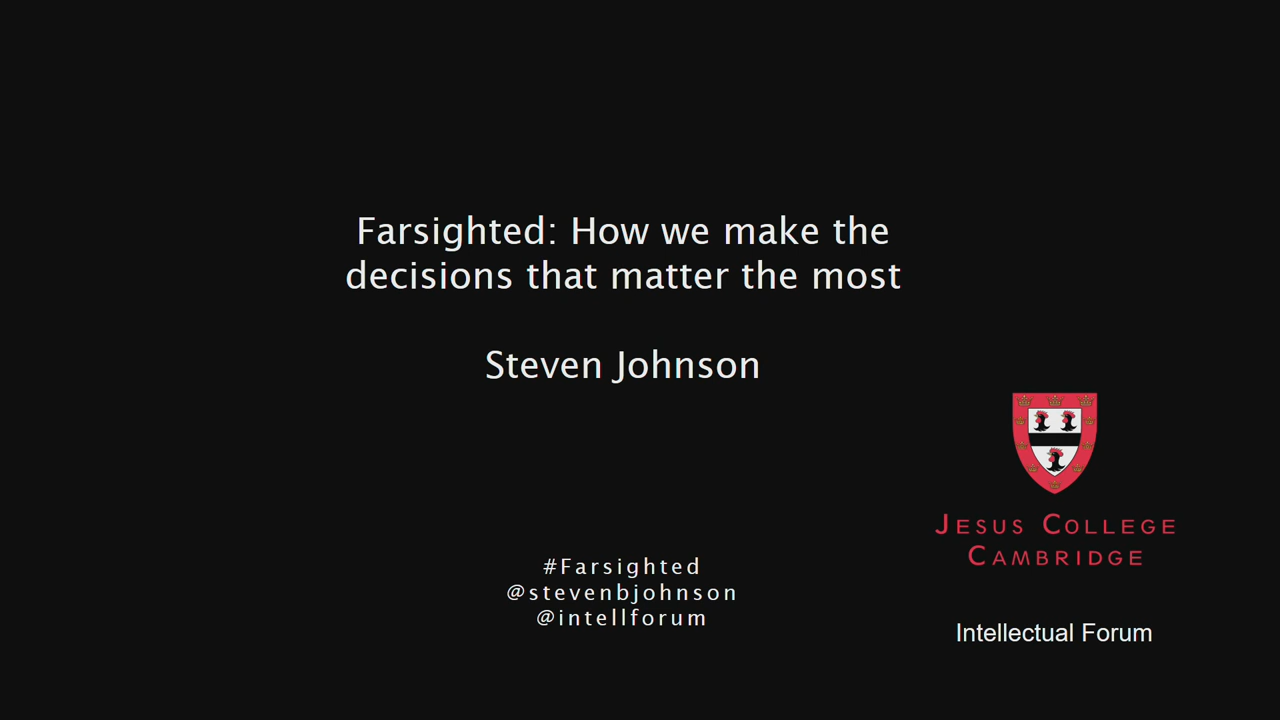 Farsighted: How we make the
decisions that matter the most
Steven Johnson
#Farsighted
@stevenbjohnson
@intellforum
JESUS COLLEGE
CAMBRIDGE
Intellectual Forum